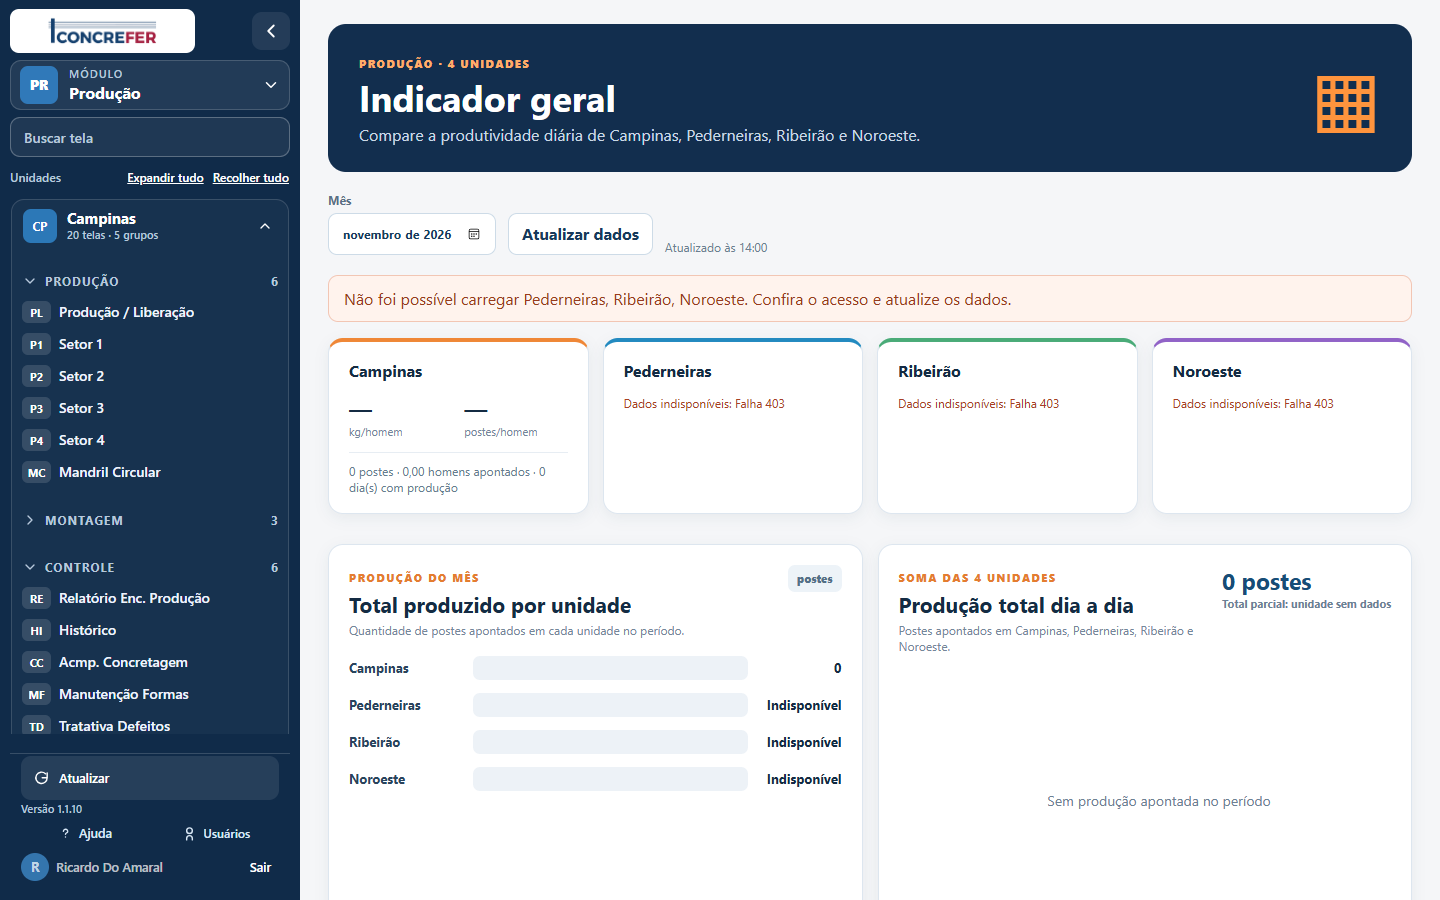 CONCREFER
PR
MÓDULO
Produção
Buscar tela
Unidades
Expandir tudo
Recolher tudo
CP
Campinas
20 telas · 5 grupos
PRODUÇÃO 6
PL Produção / Liberação
P1 Setor 1
P2 Setor 2
P3 Setor 3
P4 Setor 4
MC Mandril Circular
MONTAGEM 3
CONTROLE 6
RE Relatório Enc. Produção
HI Histórico
CC Acmp. Concretagem
MF Manutenção Formas
TD Tratativa Defeitos
Atualizar
Versão 1.1.10
? Ajuda
Usuários
R Ricardo Do Amaral
Sair
PRODUÇÃO · 4 UNIDADES
Indicador geral
Compare a produtividade diária de Campinas, Pederneiras, Ribeirão e Noroeste.
Mês
novembro de 2026
Atualizar dados
Atualizado às 14:00
Não foi possível carregar Pederneiras, Ribeirão, Noroeste. Confira o acesso e atualize os dados.
Campinas
— —
kg/homem postes/homem
0 postes · 0,00 homens apontados · 0
dia(s) com produção
Pederneiras
Dados indisponíveis: Falha 403
Ribeirão
Dados indisponíveis: Falha 403
Noroeste
Dados indisponíveis: Falha 403
PRODUÇÃO DO MÊS
postes
Total produzido por unidade
Quantidade de postes apontados em cada unidade no período.
Campinas 0
Pederneiras Indisponível
Ribeirão Indisponível
Noroeste Indisponível
SOMA DAS 4 UNIDADES
Produção total dia a dia
Postes apontados em Campinas, Pederneiras, Ribeirão e
Noroeste.
0 postes
Total parcial: unidade sem dados
Sem produção apontada no período